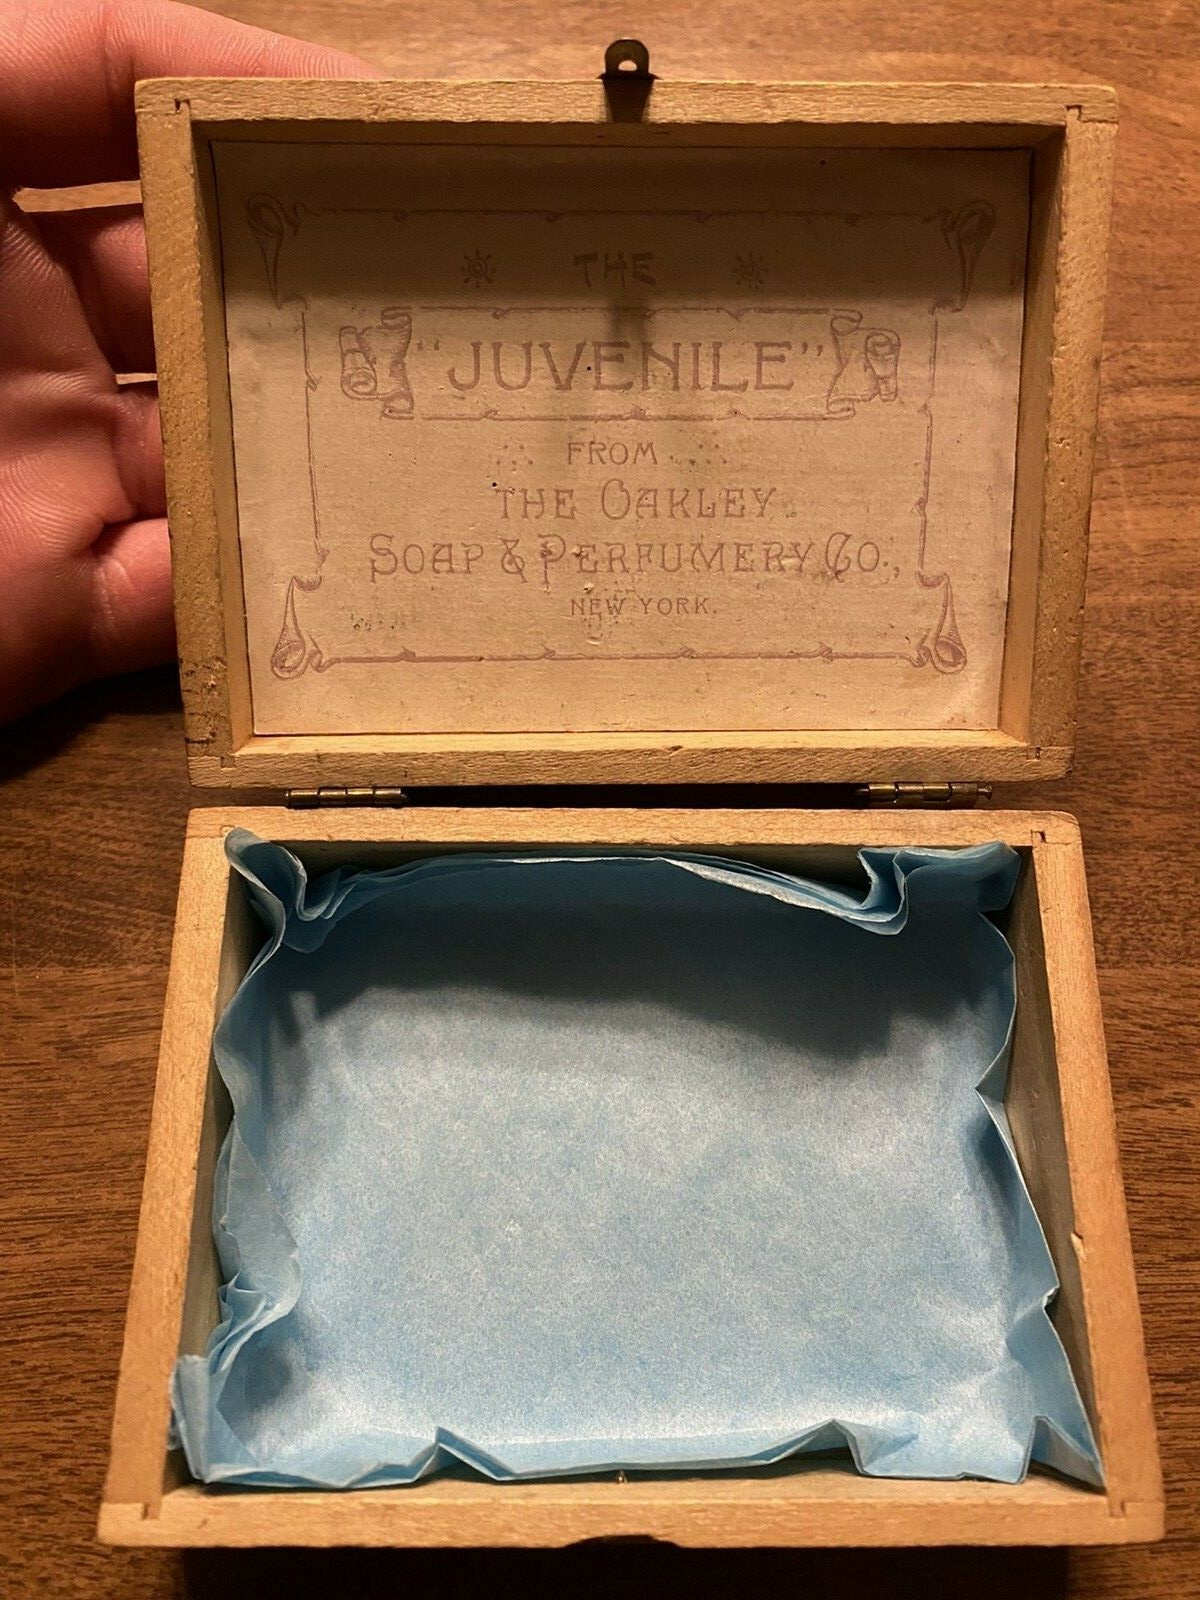 THE
"JUVENILE"
FROM
THE OAKLEY
SOAP & PERFUMERY CO.,
NEW YORK.